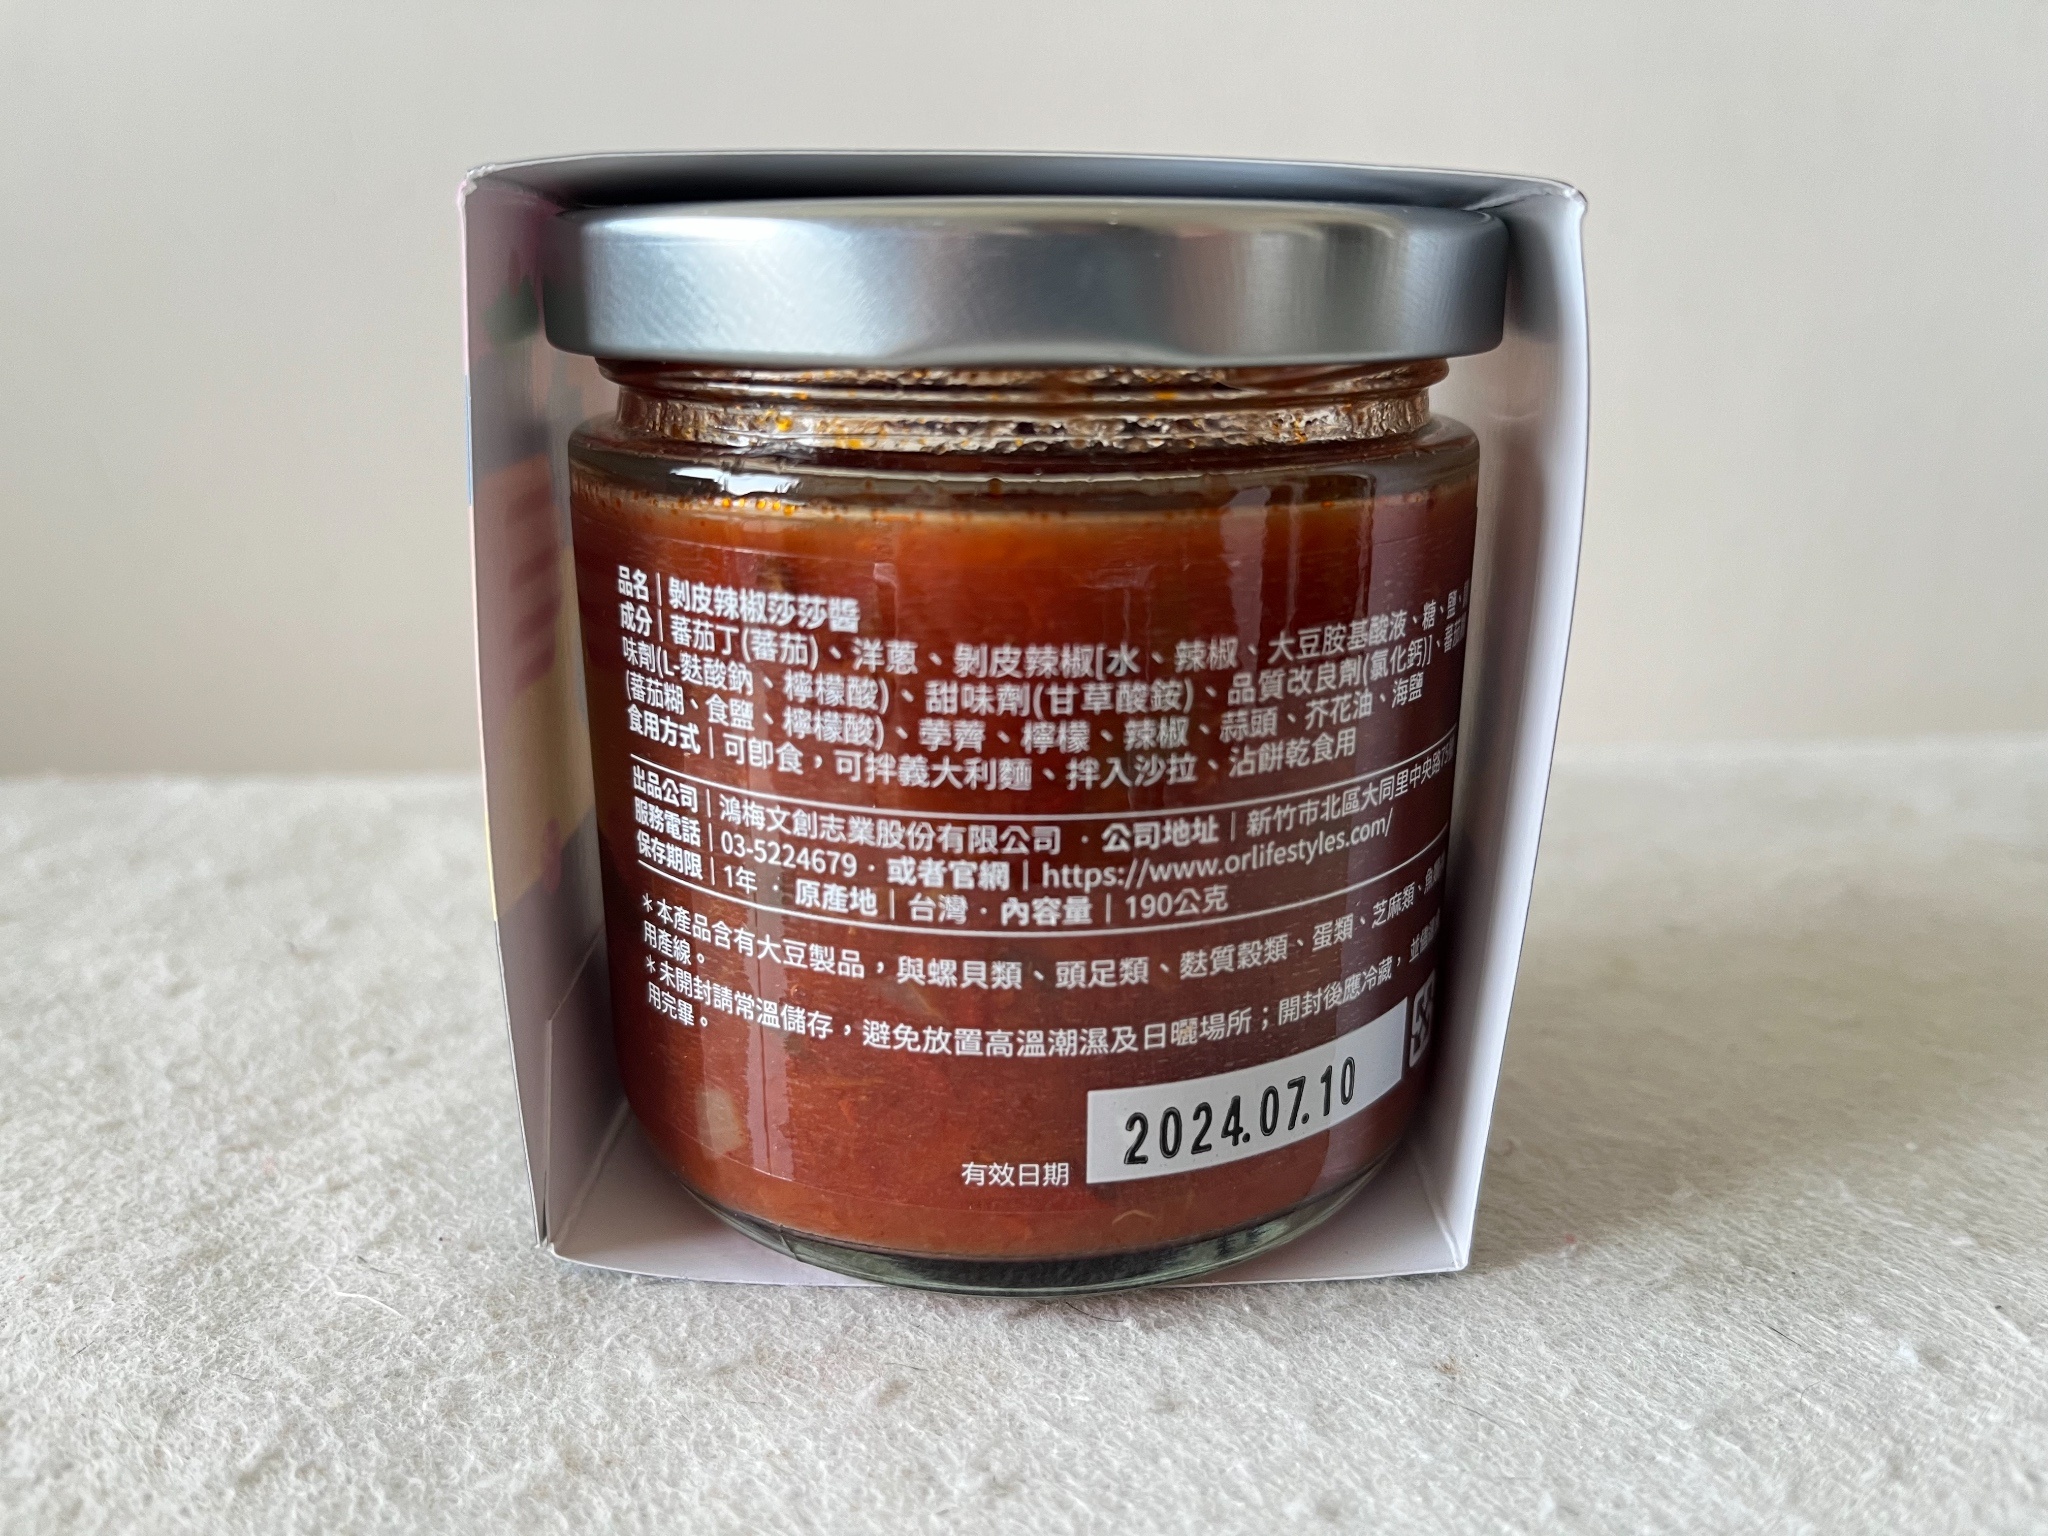 品名｜剝皮辣椒莎莎醬
成分｜蕃茄丁(蕃茄)、洋蔥、剝皮辣椒[水、辣椒、大豆胺基酸液、糖、鹽、
味劑(L-麩酸鈉、檸檬酸)、甜味劑(甘草酸銨)、品質改良劑(氯化鈣)]、蕃茄
(蕃茄糊、食鹽、檸檬酸)、荸薺、檸檬、辣椒、蒜頭、芥花油、海鹽
食用方式｜可即食，可拌義大利麵、拌入沙拉、沾餅乾食用
出品公司｜鴻梅文創志業股份有限公司 · 公司地址｜新竹市北區大同里中央路75
服務電話｜03-5224679 · 或者官網｜https://www.orlifestyles.com/
保存期限｜1年 · 原產地｜台灣 · 內容量｜190公克
＊本產品含有大豆製品，與螺貝類、頭足類、麩質穀類、蛋類、芝麻類、魚
用產線。
＊未開封請常溫儲存，避免放置高溫潮濕及日曬場所；開封後應冷藏，並儘
用完畢。
有效日期 2024.07.10